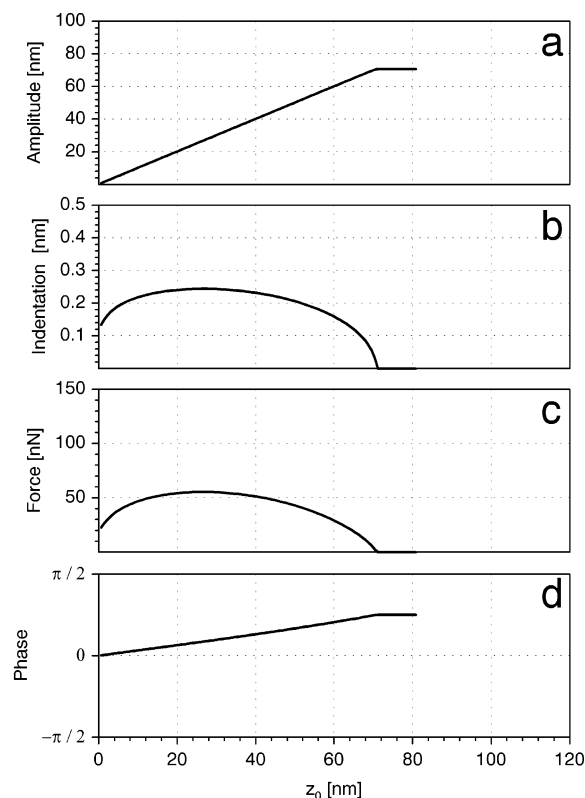 100
80
60
40
20
Amplitude [nm]
a
0.5
0.4
0.3
0.2
0.1
Indentation [nm]
b
150
100
50
Force [nN]
c
π / 2
0
−π / 2
Phase
d
0 20 40 60 80 100 120
z₀ [nm]